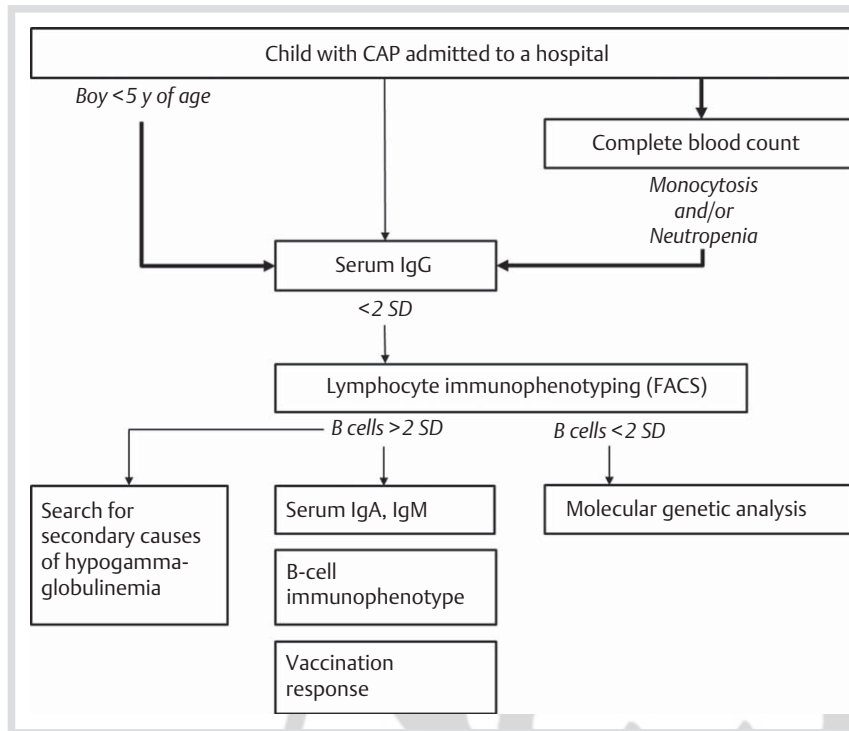 Child with CAP admitted to a hospital
Boy <5 y of age
Complete blood count
Monocytosis
and/or
Neutropenia
Serum IgG
<2 SD
Lymphocyte immunophenotyping (FACS)
B cells >2 SD
B cells <2 SD
Search for
secondary causes
of hypogamma-
globulinemia
Serum IgA, IgM
Molecular genetic analysis
B-cell
immunophenotype
Vaccination
response